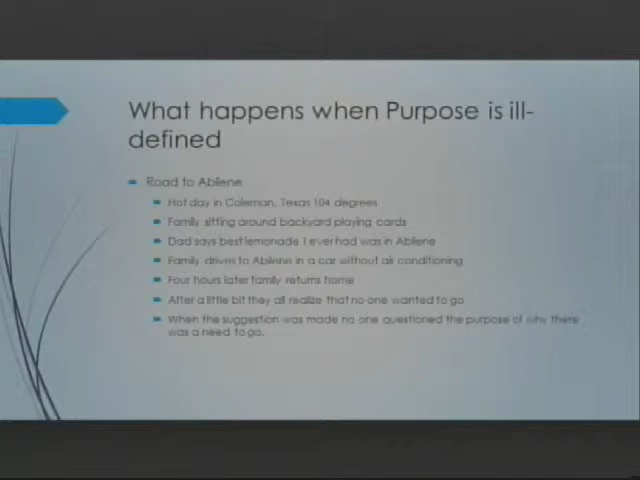 What happens when Purpose is ill-
defined
Road to Abilene
Hot day in Coleman, Texas 104 degrees
Family sitting around backyard playing cards
Dad says best lemonade I ever had was in Abilene
Family drives to Abilene in a car without air conditioning
Four hours later family returns home
After a little bit they all realize that no one wanted to go
When the suggestion was made no one questioned the purpose of why there
was a need to go.